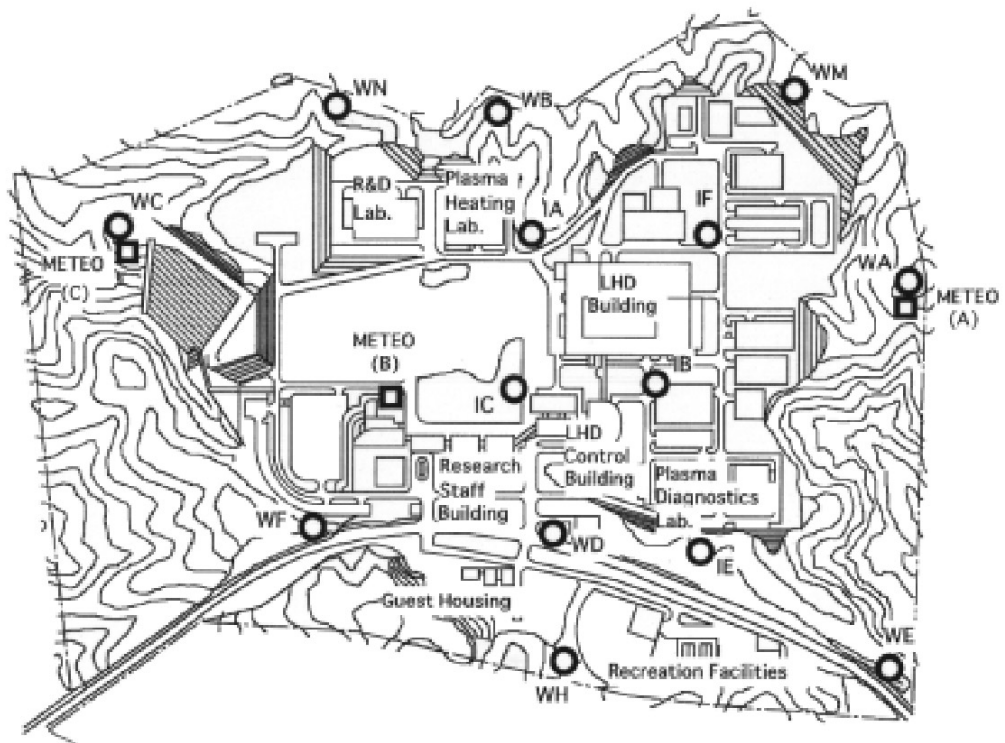 WM
WN
WB
R&D
Lab.
Plasma
Heating
Lab.
WC
IA
IF
METEO
(C)
WA
LHD
Building
METEO
(A)
METEO
(B)
IB
IC
LHD
Control
Building
Research
Staff
Building
Plasma
Diagnostics
Lab.
WF
WD
IE
Guest Housing
WE
Recreation Facilities
WH